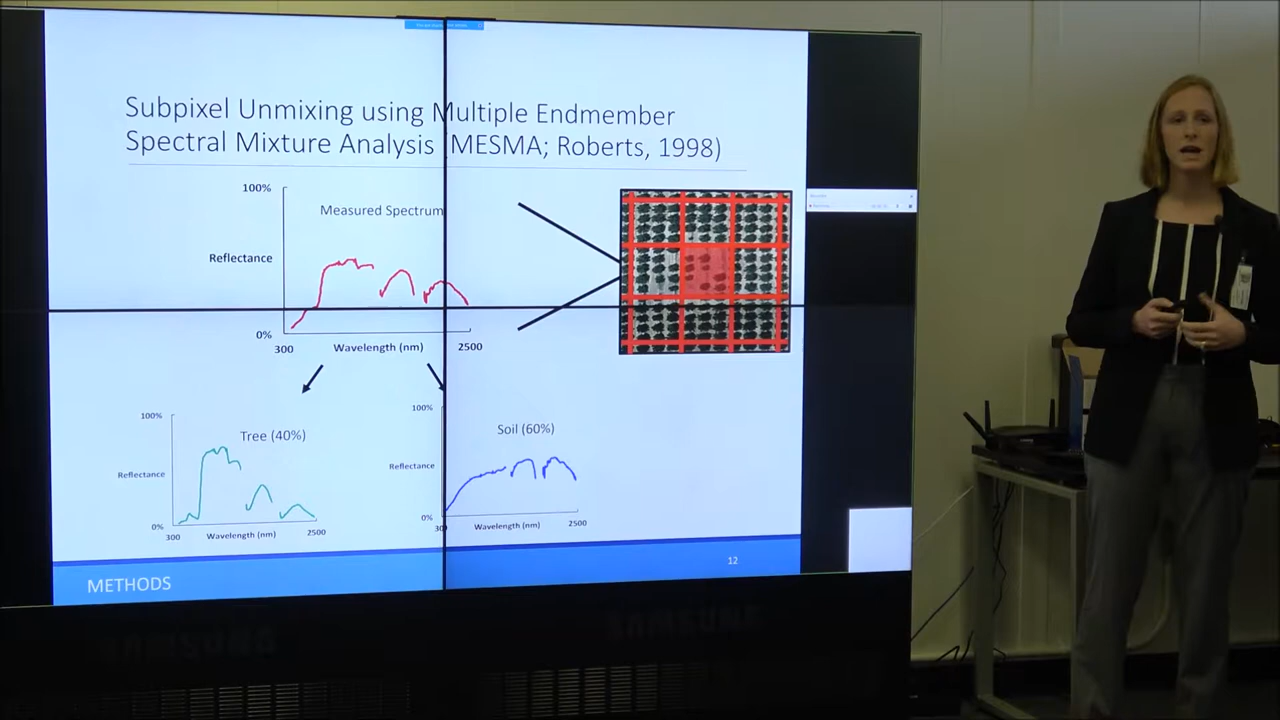 Subpixel Unmixing using Multiple Endmember
Spectral Mixture Analysis (MESMA; Roberts, 1998)
100%
Measured Spectrum
Reflectance
0%
300
Wavelength (nm)
2500
100%
Tree (40%)
Reflectance
0%
300
Wavelength (nm)
2500
100%
Soil (60%)
Reflectance
0%
Wavelength (nm)
2500
METHODS
12
SAMSUNG
SAMSUNG